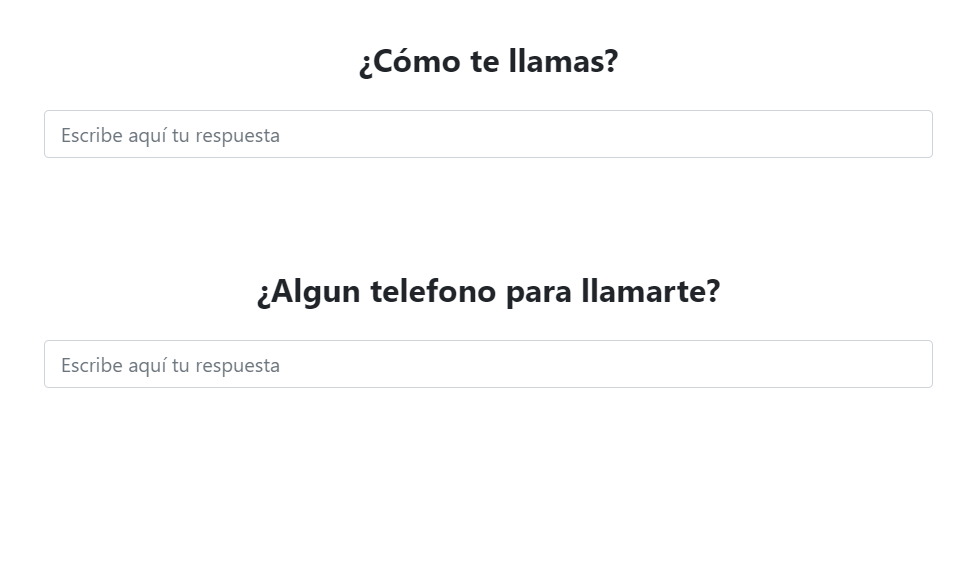 ¿Cómo te llamas?
Escribe aquí tu respuesta
¿Algun telefono para llamarte?
Escribe aquí tu respuesta